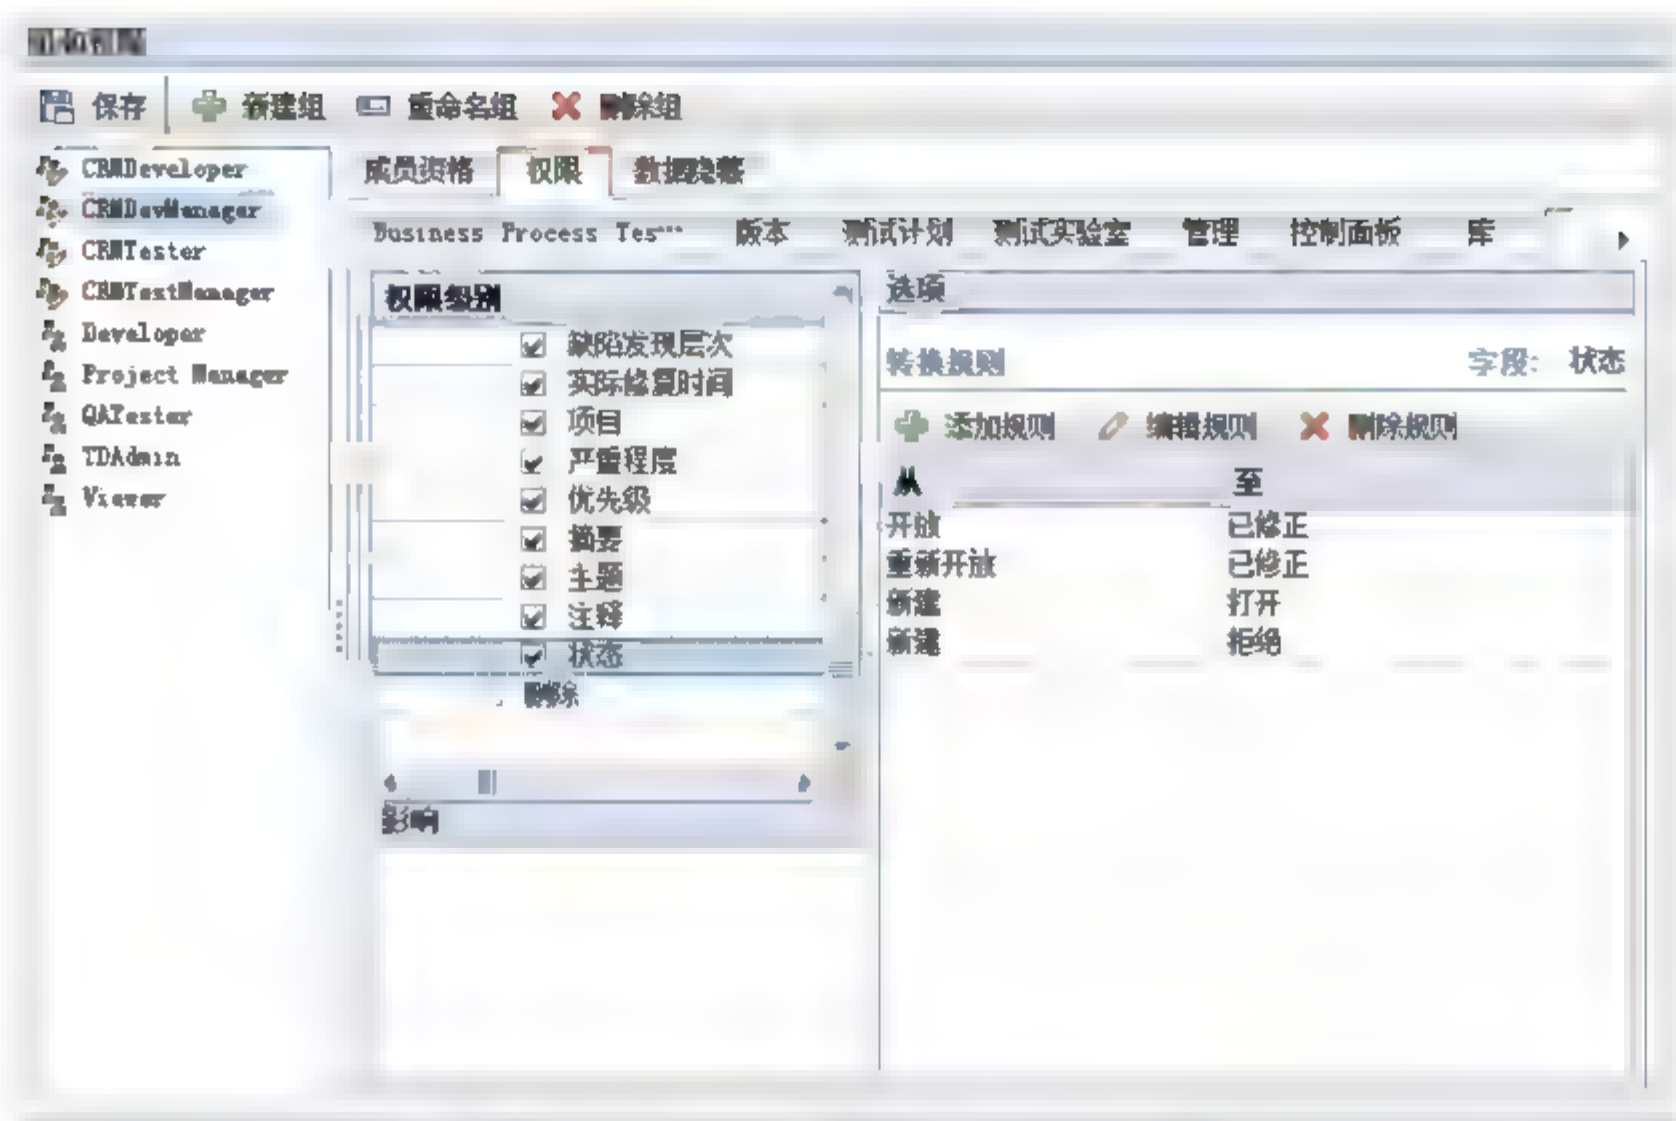 组和权限
保存 新建组 重命名组 删除组
CRMDeveloper
CRMDevManager
CRMTester
CRMTestManager
Developer
Project Manager
QATester
TDAdmin
Viewer
成员资格 权限 数据隐藏
Business Process Tes... 版本 测试计划 测试实验室 管理 控制面板 库
权限级别
缺陷发现层次
实际修复时间
项目
严重程度
优先级
摘要
主题
注释
状态
删除
影响
选项
转换规则 字段: 状态
添加规则 编辑规则 删除规则
从 至
开放 已修正
重新开放 已修正
新建 打开
新建 拒绝